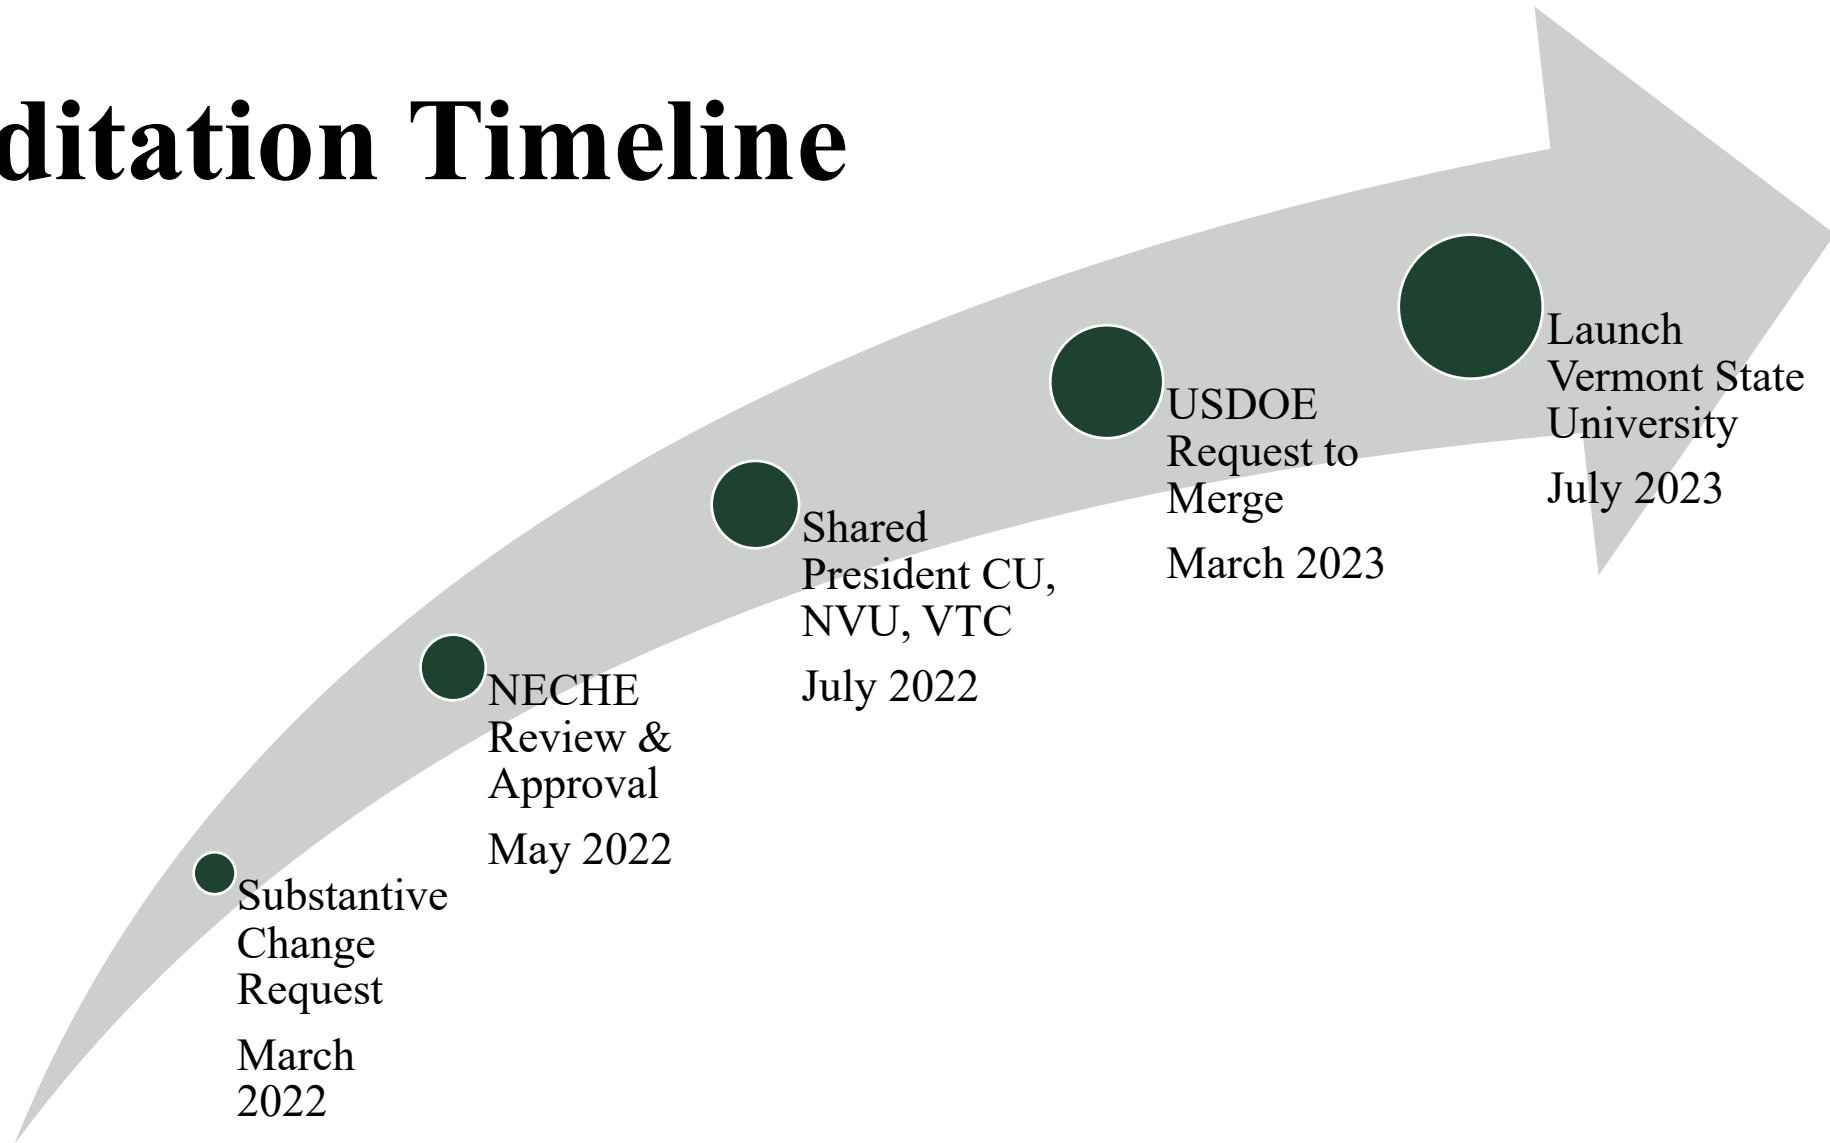 ditation Timeline
Launch
Vermont State
University
July 2023
USDOE
Request to
Merge
March 2023
Shared
President CU,
NVU, VTC
July 2022
NECHE
Review &
Approval
May 2022
Substantive
Change
Request
March
2022